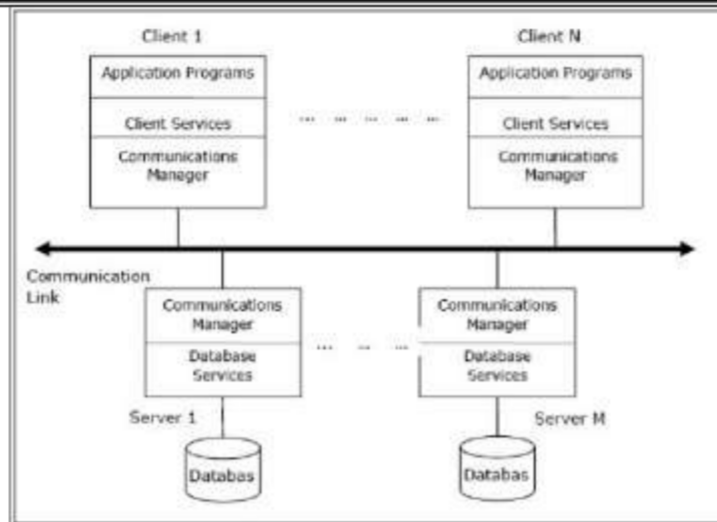 Client 1
Client N
Application Programs
Application Programs
... ... ... ... ...
Client Services
Client Services
Communications
Manager
Communications
Manager
Communication
Link
Communications
Manager
Communications
Manager
... ... ...
Database
Services
Database
Services
Server 1
Server M
Databas
Databas